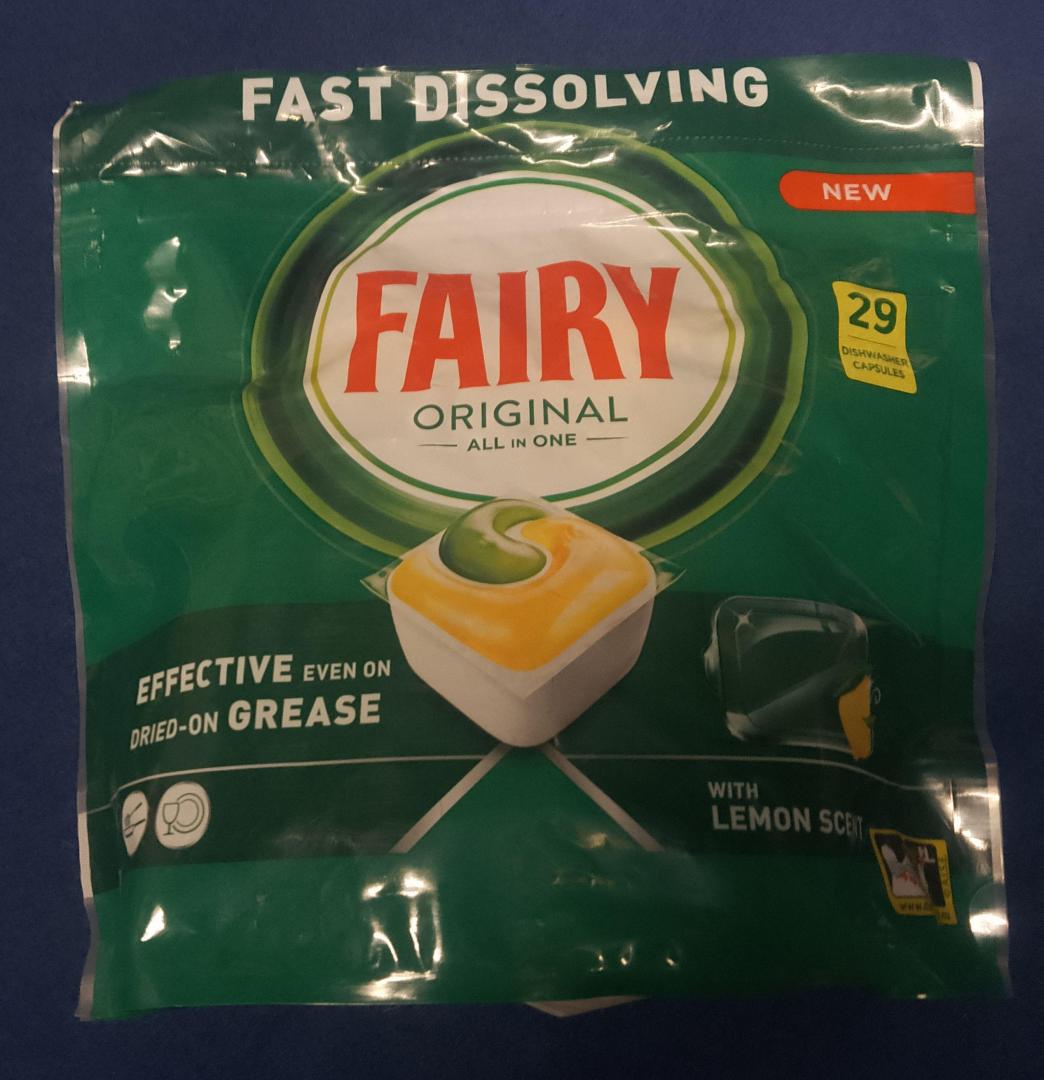 FAST DISSOLVING
NEW
FAIRY
ORIGINAL
ALL IN ONE
29
DISHWASHER
CAPSULES
EFFECTIVE EVEN ON
DRIED-ON GREASE
WITH
LEMON SCENT